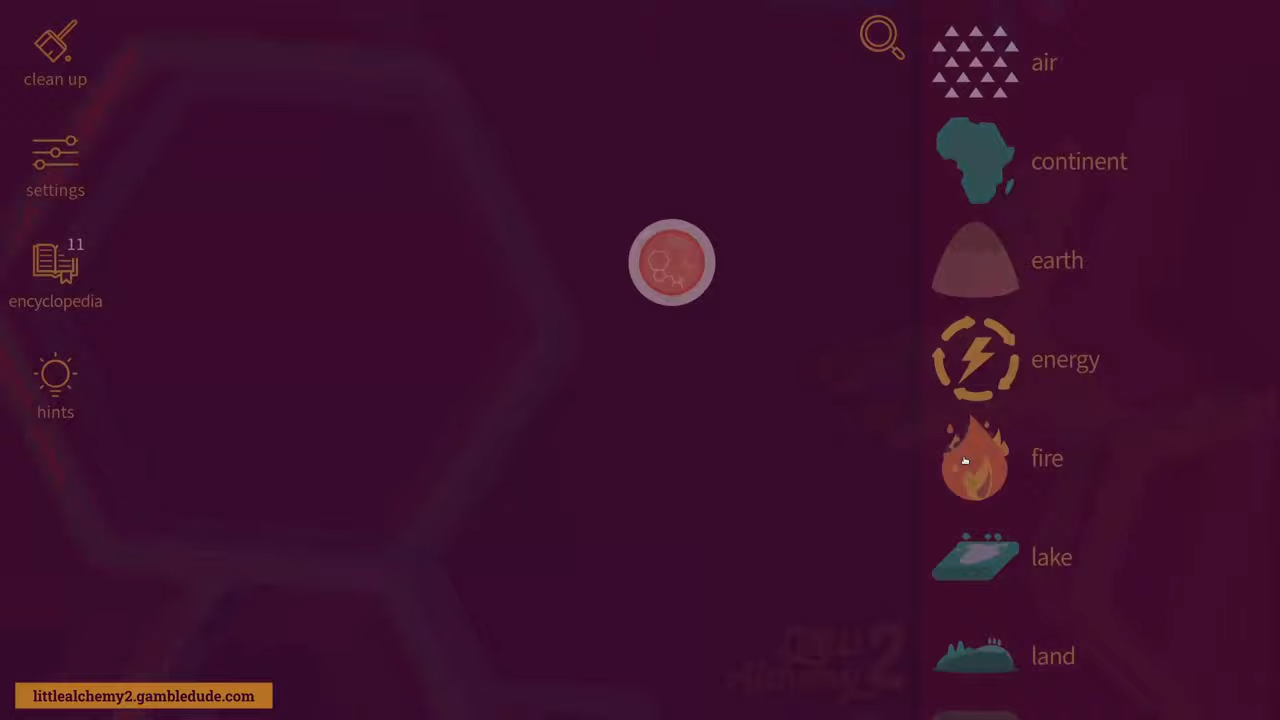 clean up
settings
11
encyclopedia
hints
air
continent
earth
energy
fire
lake
land
littlealchemy2.gambledude.com